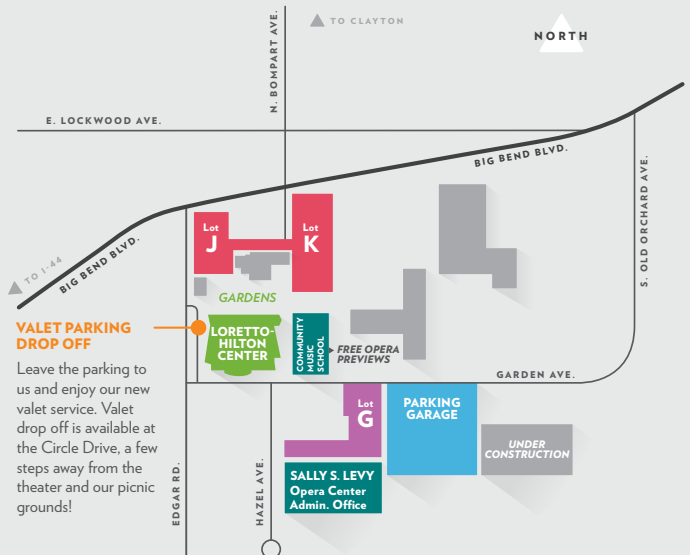 N. BOMPART AVE.
TO CLAYTON
NORTH
E. LOCKWOOD AVE.
BIG BEND BLVD.
S. OLD ORCHARD AVE.
Lot
J
Lot
K
TO I-44
BIG BEND BLVD.
GARDENS
VALET PARKING
DROP OFF
LORETTO-
HILTON
CENTER
COMMUNITY
MUSIC
SCHOOL
FREE OPERA
PREVIEWS
Leave the parking to
us and enjoy our new
valet service. Valet
drop off is available at
the Circle Drive, a few
steps away from the
theater and our picnic
grounds!
GARDEN AVE.
Lot
G
PARKING
GARAGE
UNDER
CONSTRUCTION
EDGAR RD.
HAZEL AVE.
SALLY S. LEVY
Opera Center
Admin. Office